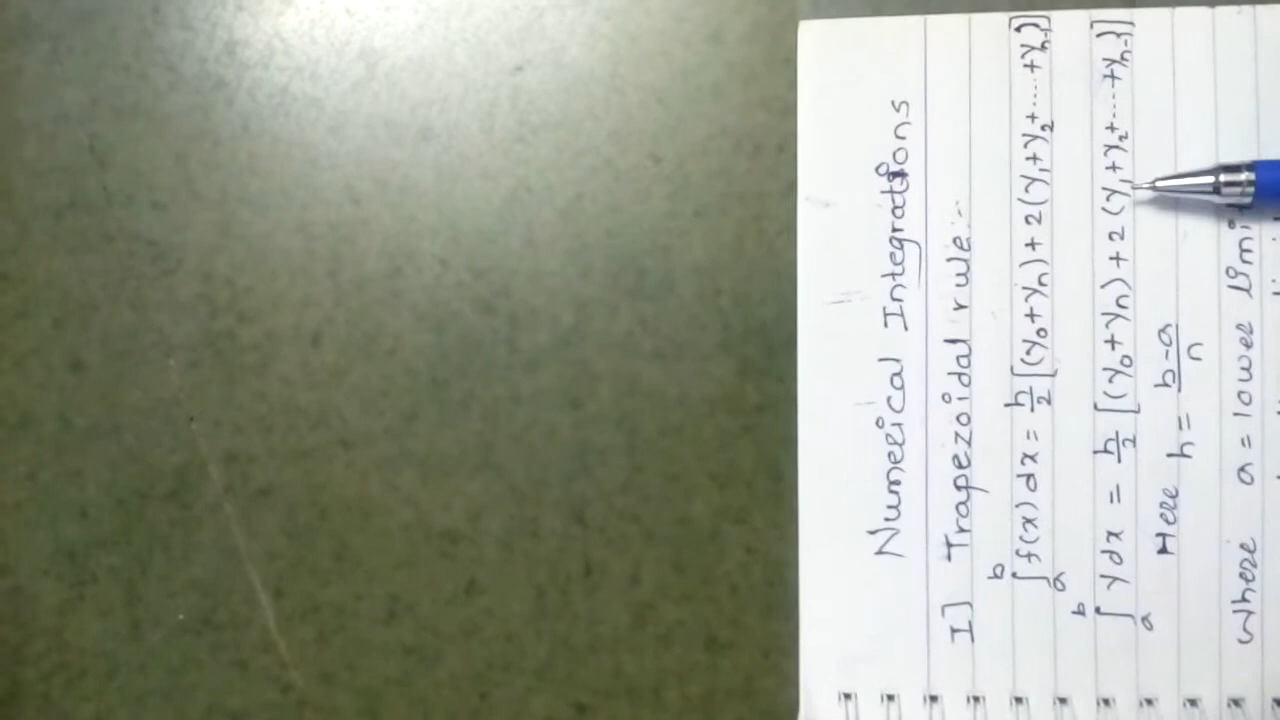 Numerical Integrations
I] Trapezoidal rule:-
∫ₐᵇ f(x) dx = h/2 [(y₀+yₙ)+2(y₁+y₂+.....+yₙ₋₁)]
∫ₐᵇ y dx = h/2 [(y₀+yₙ)+2(y₁+y₂+....+yₙ₋₁)]
Here h = b-a/n
where a = lower limit